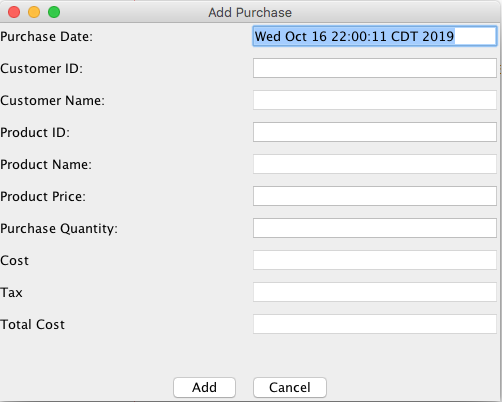 Add Purchase
Purchase Date: Wed Oct 16 22:00:11 CDT 2019
Customer ID:
Customer Name:
Product ID:
Product Name:
Product Price:
Purchase Quantity:
Cost
Tax
Total Cost
Add Cancel